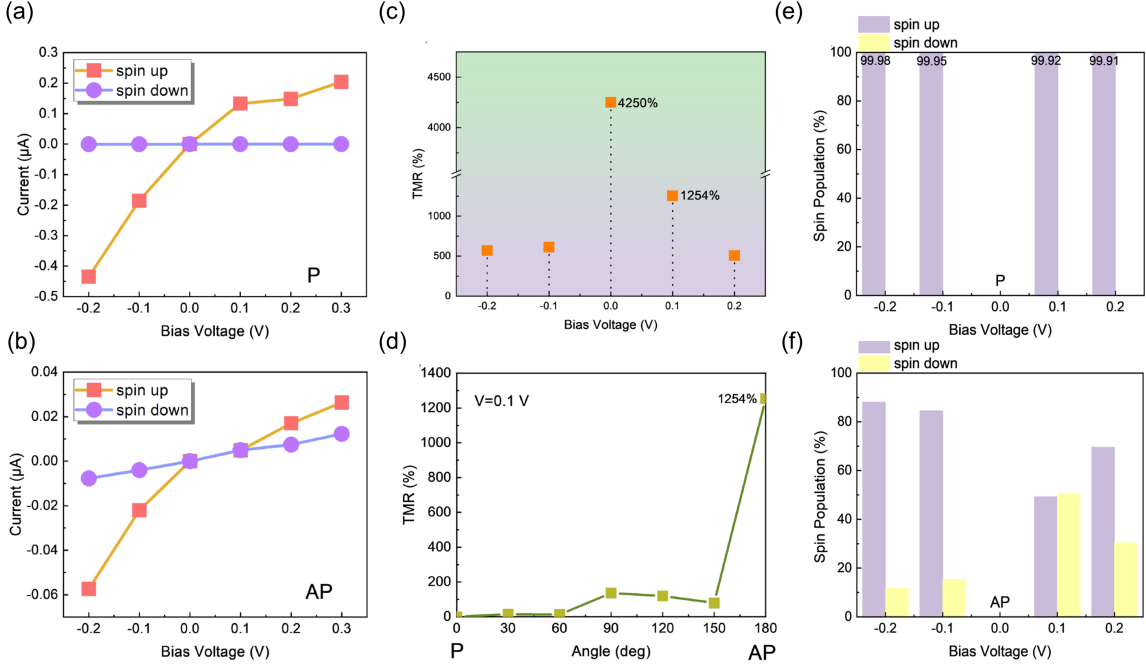 (a)
0.3
0.2
0.1
0.0
-0.1
-0.2
-0.3
-0.4
-0.5
Current (μA)
spin up
spin down
P
-0.2 -0.1 0.0 0.1 0.2 0.3
Bias Voltage (V)
(b)
0.04
0.02
0.00
-0.02
-0.04
-0.06
Current (μA)
spin up
spin down
AP
-0.2 -0.1 0.0 0.1 0.2 0.3
Bias Voltage (V)
(c)
4500
4000
1000
500
0
TMR (%)
4250%
1254%
-0.2 -0.1 0.0 0.1 0.2
Bias Voltage (V)
(d)
1400
1200
1000
800
600
400
200
0
TMR (%)
V=0.1 V
1254%
0 30 60 90 120 150 180
P Angle (deg) AP
(e)
spin up
spin down
100
80
60
40
20
0
Spin Population (%)
99.98 99.95 99.92 99.91
P
-0.2 -0.1 0.0 0.1 0.2
Bias Voltage (V)
(f)
spin up
spin down
100
80
60
40
20
0
Spin Population (%)
AP
-0.2 -0.1 0.0 0.1 0.2
Bias Voltage (V)